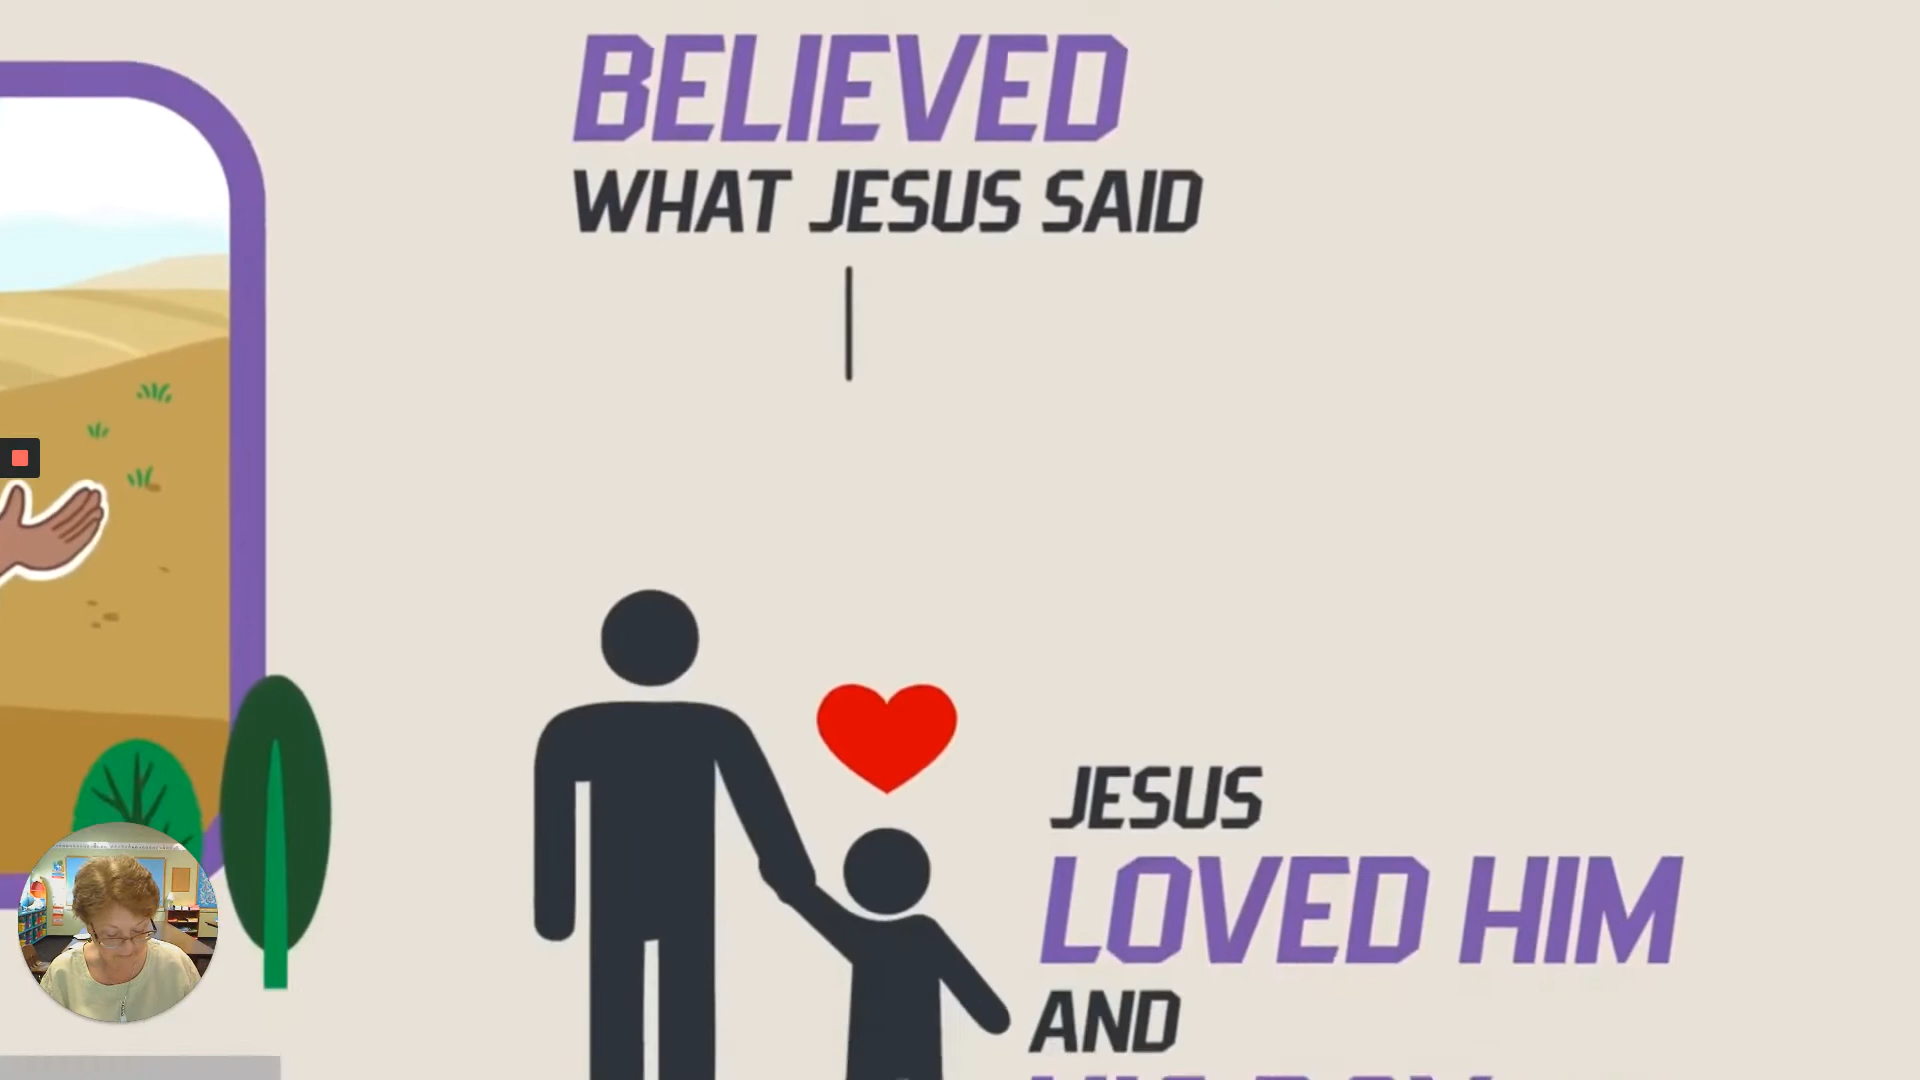 BELIEVED
WHAT JESUS SAID
JESUS
LOVED HIM
AND